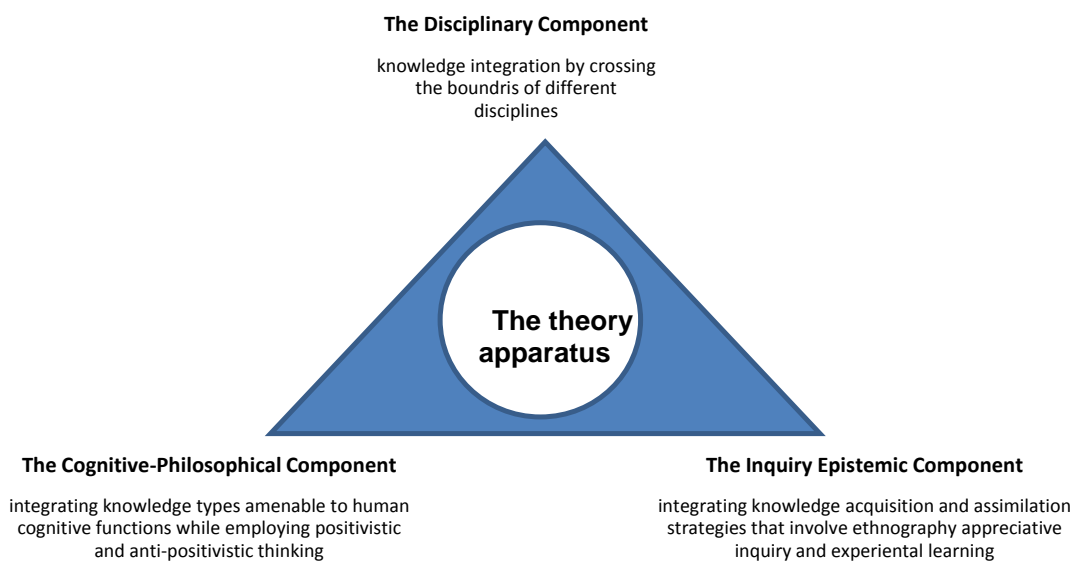 The Disciplinary Component
knowledge integration by crossing
the boundris of different
disciplines
The theory
apparatus
The Cognitive-Philosophical Component
integrating knowledge types amenable to human
cognitive functions while employing positivistic
and anti-positivistic thinking
The Inquiry Epistemic Component
integrating knowledge acquisition and assimilation
strategies that involve ethnography appreciative
inquiry and experiental learning